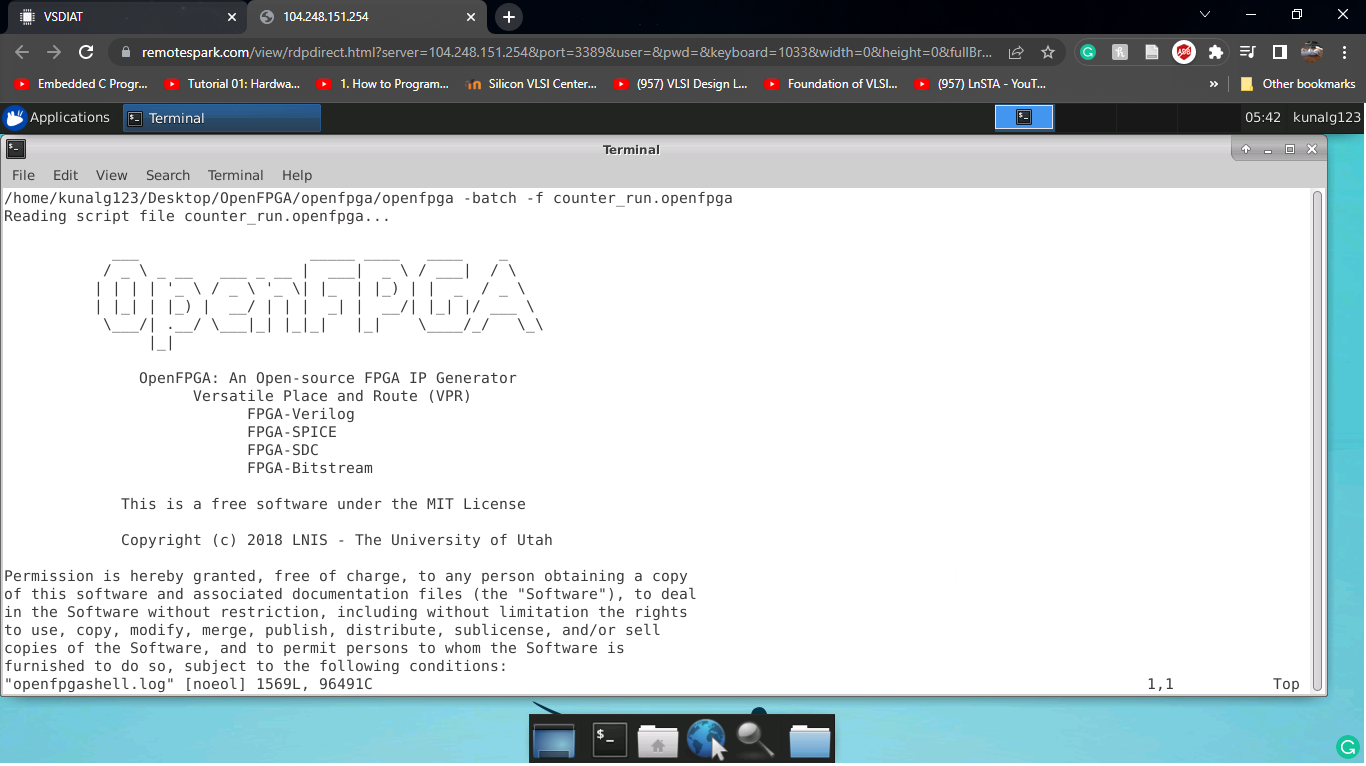 VSDIAT
104.248.151.254
remotespark.com/view/rdpdirect.html?server=104.248.151.254&port=3389&user=&pwd=&keyboard=1033&width=0&height=0&fullBr...
Embedded C Progr... Tutorial 01: Hardwa... 1. How to Program... Silicon VLSI Center... (957) VLSI Design L... Foundation of VLSI... (957) LnSTA - YouT... » Other bookmarks
Applications Terminal 05:42 kunalg123
Terminal
File Edit View Search Terminal Help
/home/kunalg123/Desktop/OpenFPGA/openfpga/openfpga -batch -f counter_run.openfpga
Reading script file counter_run.openfpga...
OpenFPGA
OpenFPGA: An Open-source FPGA IP Generator
Versatile Place and Route (VPR)
FPGA-Verilog
FPGA-SPICE
FPGA-SDC
FPGA-Bitstream
This is a free software under the MIT License
Copyright (c) 2018 LNIS - The University of Utah
Permission is hereby granted, free of charge, to any person obtaining a copy
of this software and associated documentation files (the "Software"), to deal
in the Software without restriction, including without limitation the rights
to use, copy, modify, merge, publish, distribute, sublicense, and/or sell
copies of the Software, and to permit persons to whom the Software is
furnished to do so, subject to the following conditions:
"openfpgashell.log" [noeol] 1569L, 96491C 1,1 Top